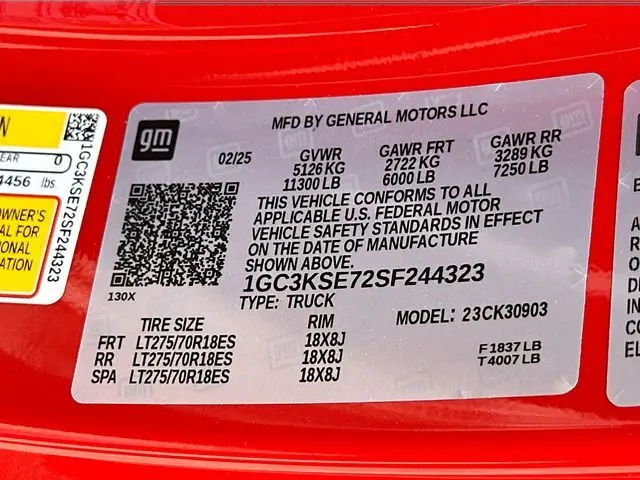 N
EAR 0
4456 lbs.
OWNER'S
AL FOR
IONAL
ATION
1GC3KSE72SF244323
gm
MFD BY GENERAL MOTORS LLC
02/25
GVWR GAWR FRT GAWR RR
5126 KG 2722 KG 3289 KG
11300 LB 6000 LB 7250 LB
THIS VEHICLE CONFORMS TO ALL
APPLICABLE U.S. FEDERAL MOTOR
VEHICLE SAFETY STANDARDS IN EFFECT
ON THE DATE OF MANUFACTURE
SHOWN ABOVE.
1GC3KSE72SF244323
130X
TYPE: TRUCK
MODEL: 23CK30903
TIRE SIZE RIM
FRT LT275/70R18ES 18X8J
RR LT275/70R18ES 18X8J
SPA LT275/70R18ES 18X8J
F 1837 LB
T 4007 LB